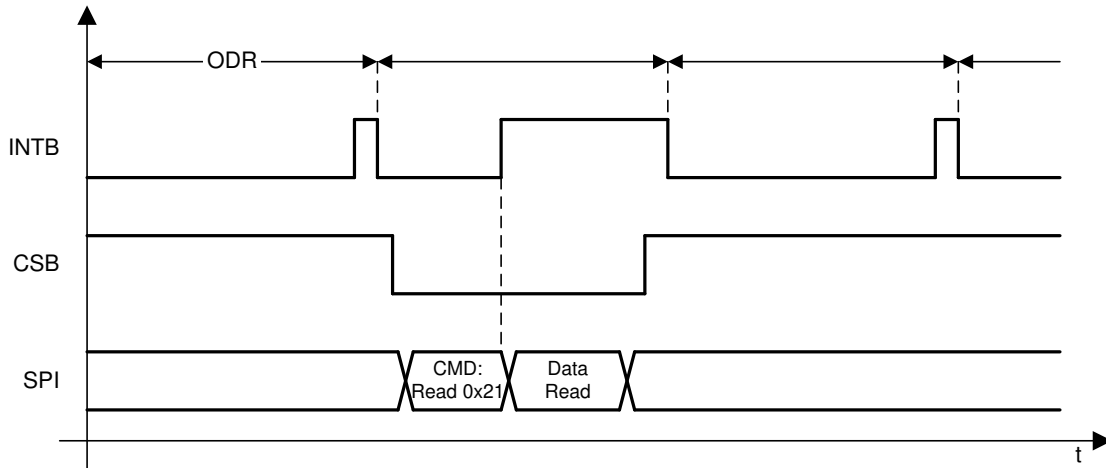 ODR
INTB
CSB
SPI
CMD:
Read 0x21
Data
Read
t